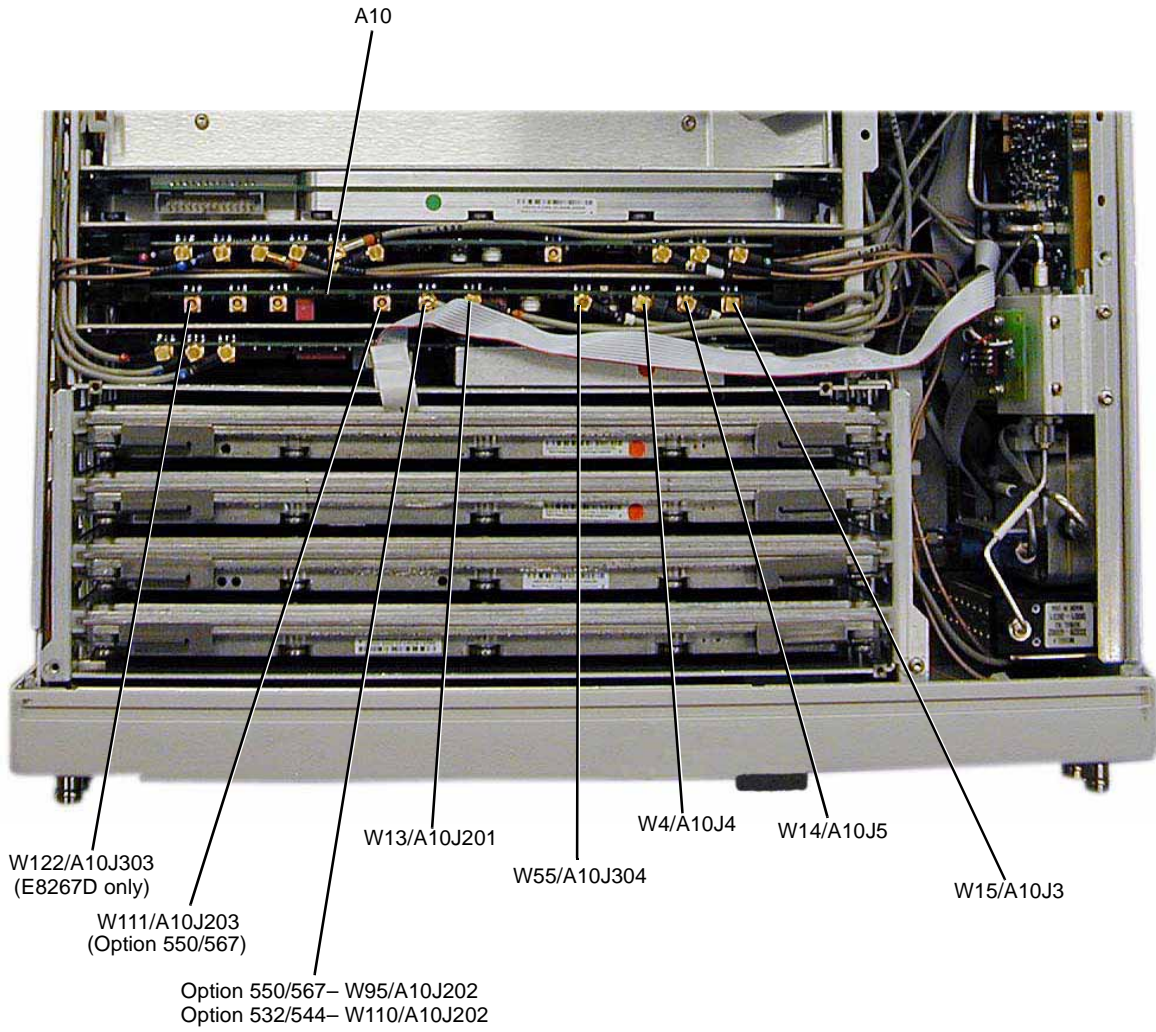 A10
W13/A10J201
W4/A10J4
W14/A10J5
W122/A10J303
(E8267D only)
W55/A10J304
W15/A10J3
W111/A10J203
(Option 550/567)
Option 550/567– W95/A10J202
Option 532/544– W110/A10J202